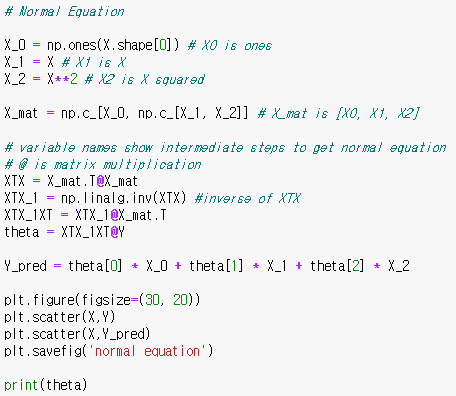 # Normal Equation
X_0 = np.ones(X.shape[0]) # X0 is ones
X_1 = X # X1 is X
X_2 = X**2 # X2 is X squared
X_mat = np.c_[X_0, np.c_[X_1, X_2]] # X_mat is [X0, X1, X2]
# variable names show intermediate steps to get normal equation
# @ is matrix multiplication
XTX = X_mat.T@X_mat
XTX_1 = np.linalg.inv(XTX) #inverse of XTX
XTX_1XT = XTX_1@X_mat.T
theta = XTX_1XT@Y
Y_pred = theta[0] * X_0 + theta[1] * X_1 + theta[2] * X_2
plt.figure(figsize=(30, 20))
plt.scatter(X,Y)
plt.scatter(X,Y_pred)
plt.savefig('normal equation')
print(theta)